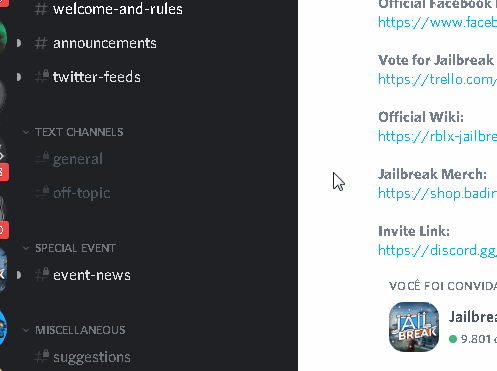 welcome-and-rules
announcements
twitter-feeds
TEXT CHANNELS
general
off-topic
SPECIAL EVENT
event-news
MISCELLANEOUS
suggestions
Official Facebook
https://www.faceb
Vote for Jailbreak
https://trello.com/
Official Wiki:
https://rblx-jailbre
Jailbreak Merch:
https://shop.badin
Invite Link:
https://discord.gg/
VOCÊ FOI CONVIDA
JAIL
BREAK
Jailbrea
9.801